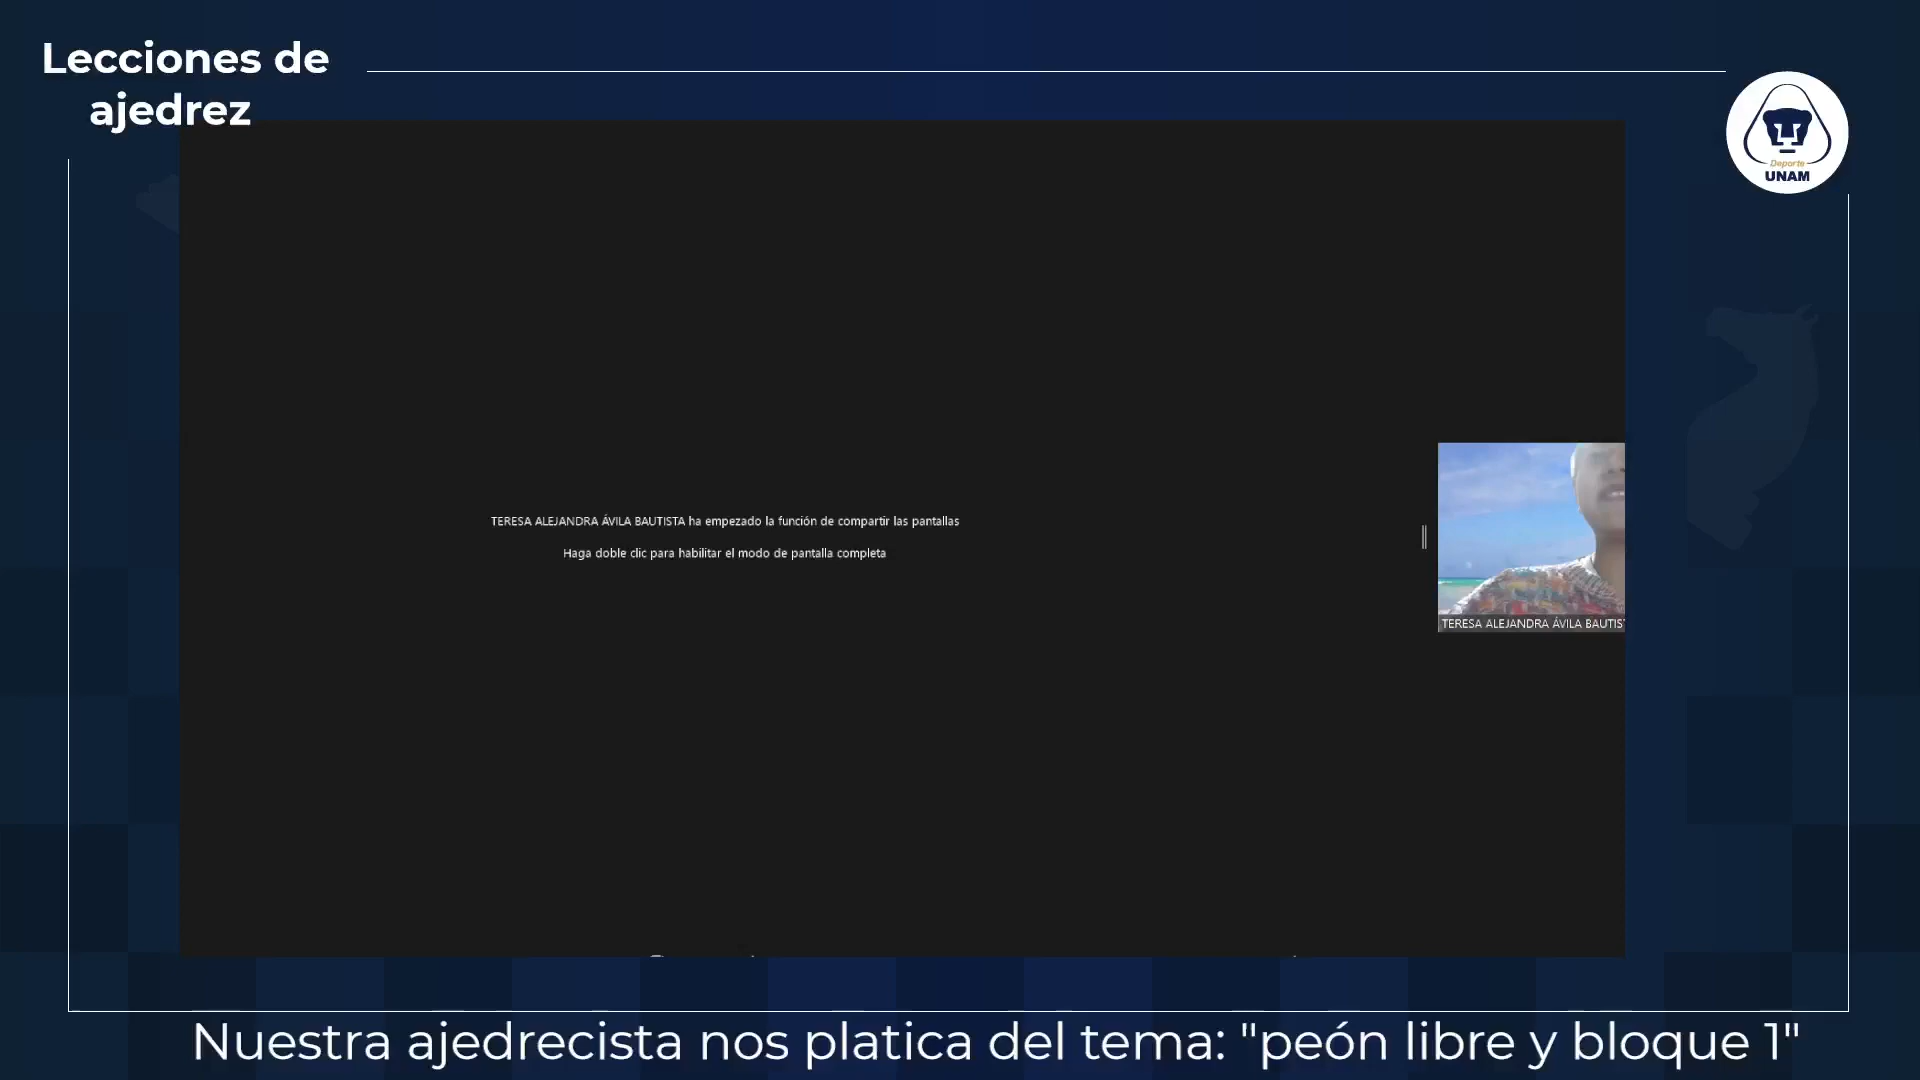 Lecciones de
ajedrez
Deporte
UNAM
TERESA ALEJANDRA ÁVILA BAUTISTA ha empezado la función de compartir las pantallas
Haga doble clic para habilitar el modo de pantalla completa
TERESA ALEJANDRA ÁVILA BAUTIS
Nuestra ajedrecista nos platica del tema: "peón libre y bloque 1"